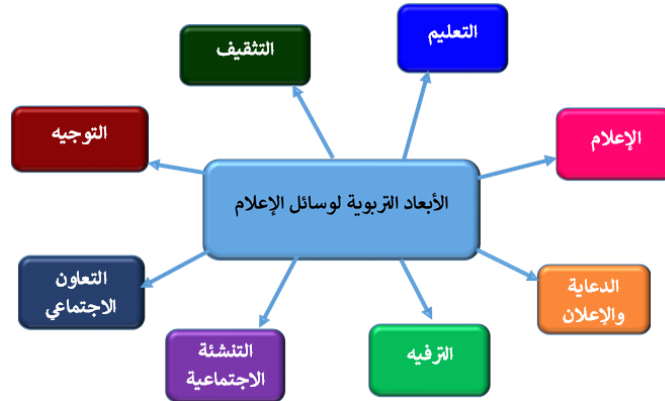 التعليم
التثقيف
الإعلام
التوجيه
الأبعاد التربوية لوسائل الإعلام
الدعاية
والإعلان
التعاون
الاجتماعي
الترفيه
التنشئة
الاجتماعية